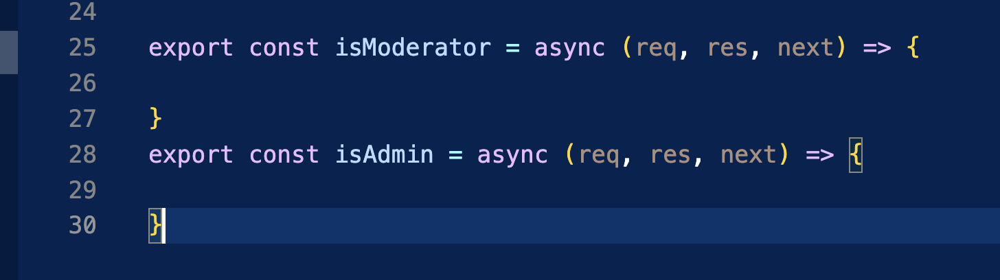 24
25 export const isModerator = async (req, res, next) => {
26
27 }
28 export const isAdmin = async (req, res, next) => {
29
30 }